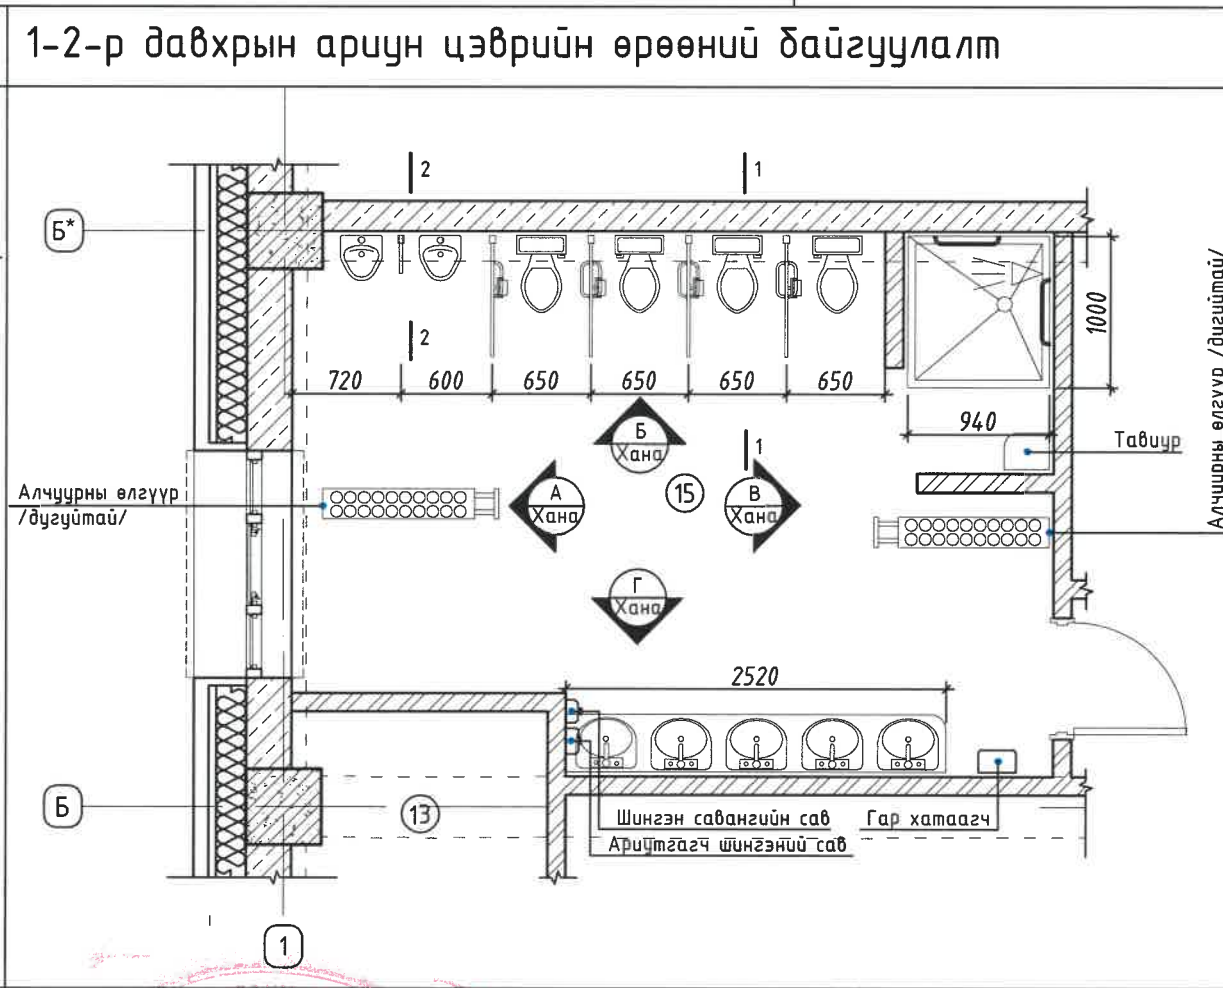 1-2-р давхрын ариун цэврийн өрөөний байгуулалт
2
1
Б*
2
720
600
650
650
650
650
1000
940
Б
Хана
1
Тавиур
Алчуурны өлгүүр
/дугуйтай/
А
Хана
15
В
Хана
Алчуурны өлгүүр /дугуйтай/
Г
Хана
2520
Б
13
Шингэн савангийн сав
Гар хатаагч
Ариутгагч шингэний сав
1